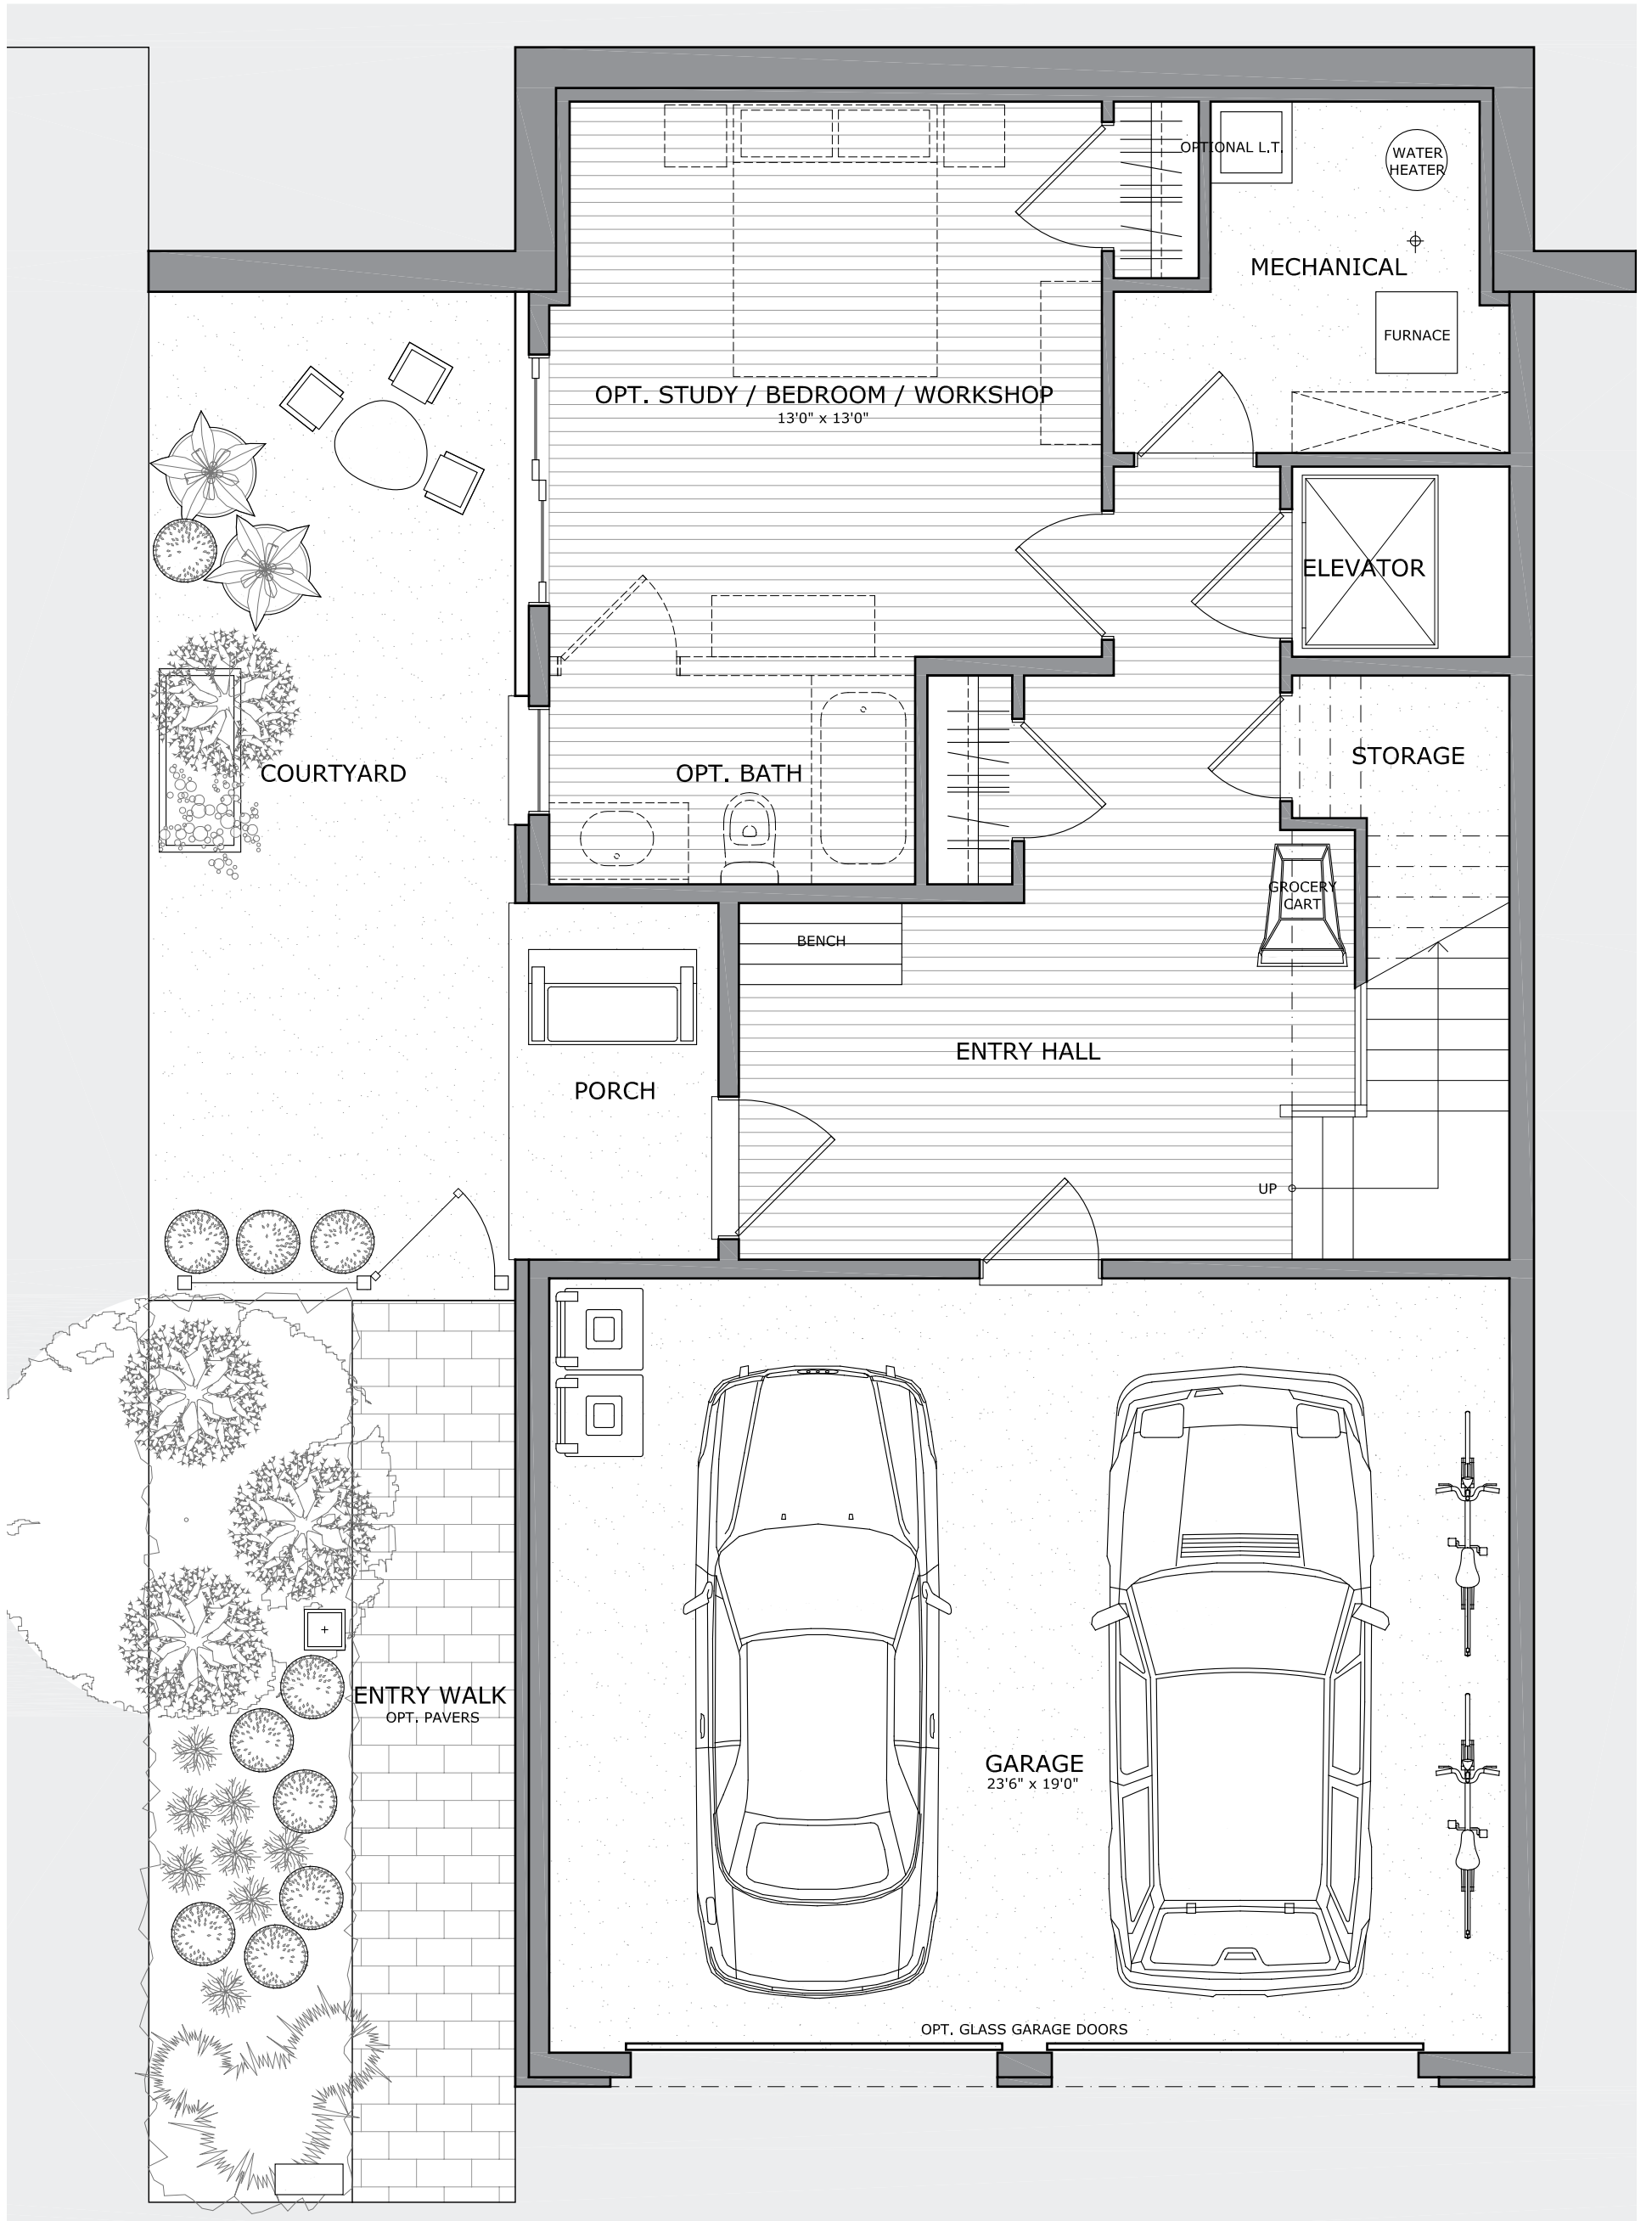 OPTIONAL L.T.
WATER
HEATER
MECHANICAL
FURNACE
OPT. STUDY / BEDROOM / WORKSHOP
13'0" x 13'0"
ELEVATOR
STORAGE
COURTYARD
OPT. BATH
GROCERY
CART
BENCH
ENTRY HALL
PORCH
UP
ENTRY WALK
OPT. PAVERS
GARAGE
23'6" x 19'0"
OPT. GLASS GARAGE DOORS